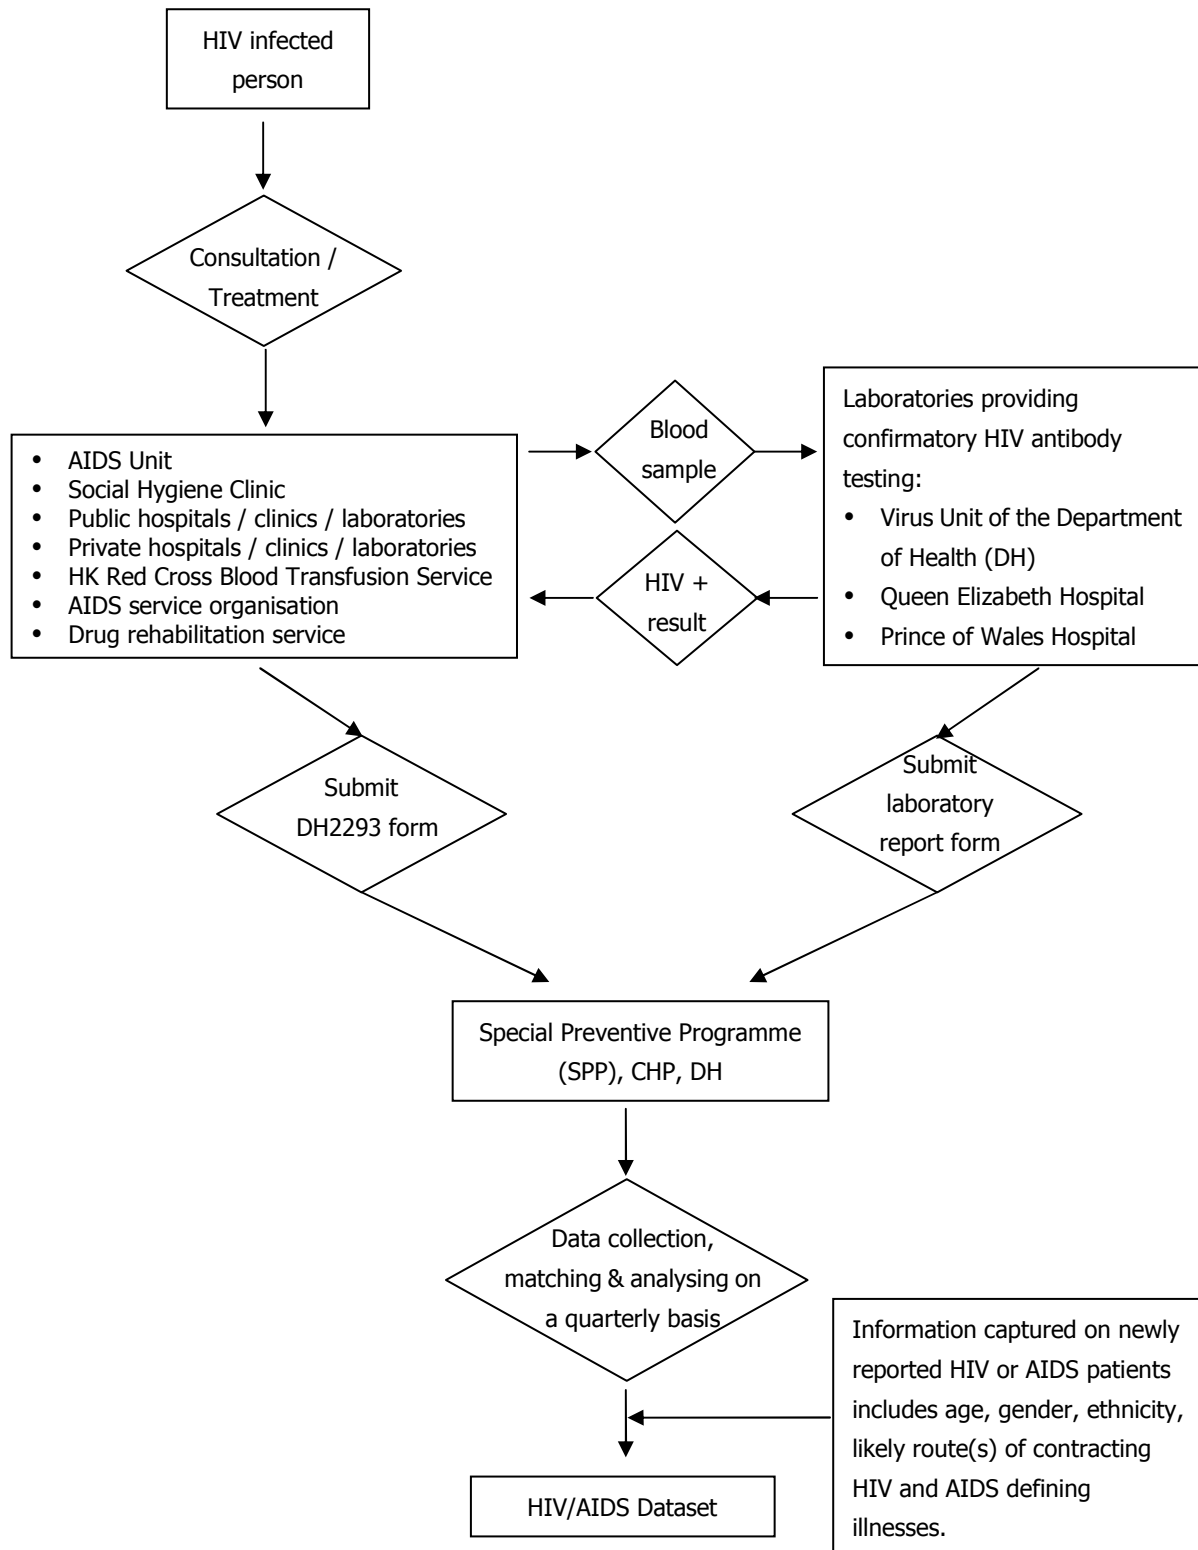 HIV infected
person
Consultation /
Treatment
• AIDS Unit
• Social Hygiene Clinic
• Public hospitals / clinics / laboratories
• Private hospitals / clinics / laboratories
• HK Red Cross Blood Transfusion Service
• AIDS service organisation
• Drug rehabilitation service
Blood
sample
HIV +
result
Laboratories providing
confirmatory HIV antibody
testing:
• Virus Unit of the Department
of Health (DH)
• Queen Elizabeth Hospital
• Prince of Wales Hospital
Submit
DH2293 form
Submit
laboratory
report form
Special Preventive Programme
(SPP), CHP, DH
Data collection,
matching & analysing on
a quarterly basis
Information captured on newly
reported HIV or AIDS patients
includes age, gender, ethnicity,
likely route(s) of contracting
HIV and AIDS defining
illnesses.
HIV/AIDS Dataset